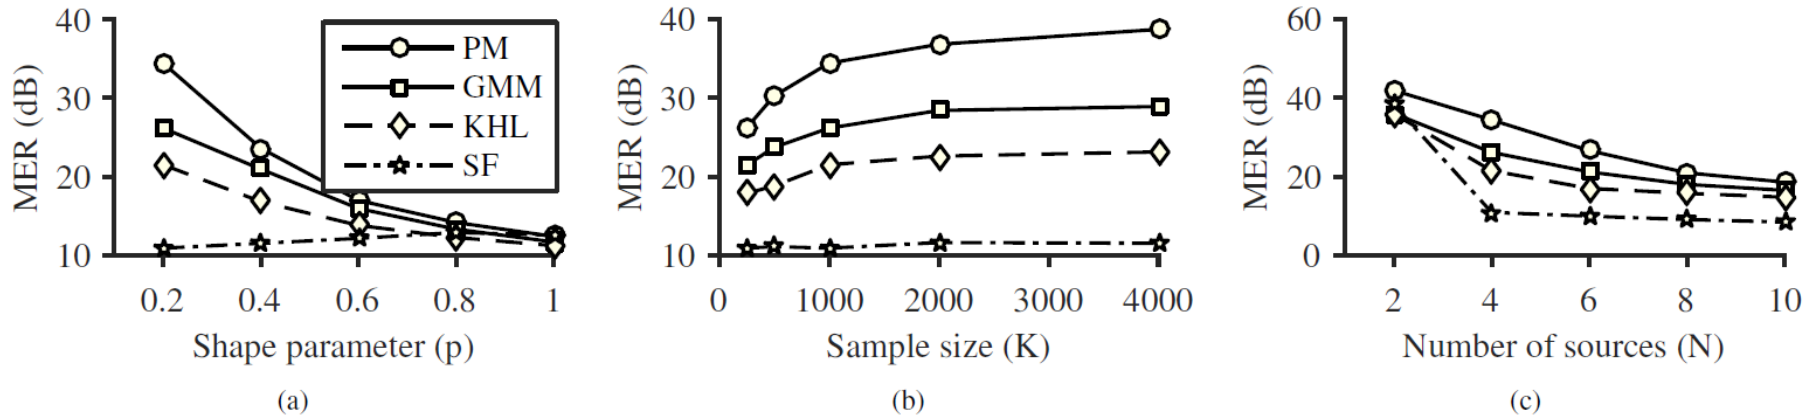 MER (dB)
40
30
20
10
0.2 0.4 0.6 0.8 1
Shape parameter (p)
PM
GMM
KHL
SF
(a)
MER (dB)
40
30
20
10
0 1000 2000 3000 4000
Sample size (K)
(b)
MER (dB)
60
40
20
0
2 4 6 8 10
Number of sources (N)
(c)